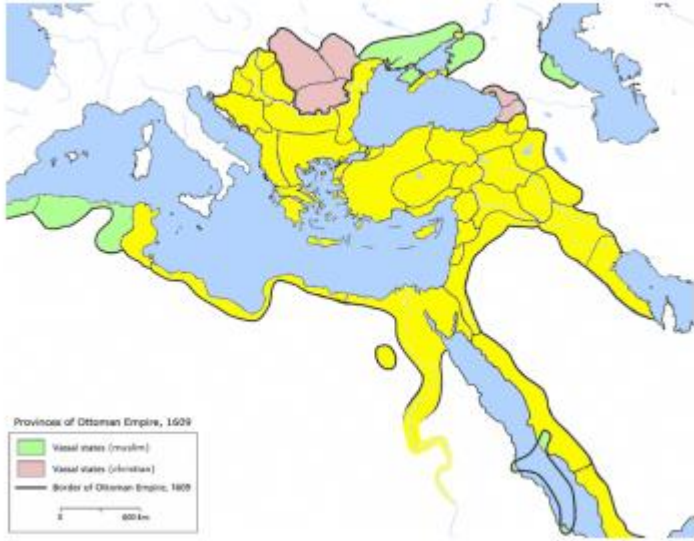 Provinces of Ottoman Empire, 1609
Vassal states (muslim)
Vassal states (christian)
Border of Ottoman Empire, 1609
0 600 km